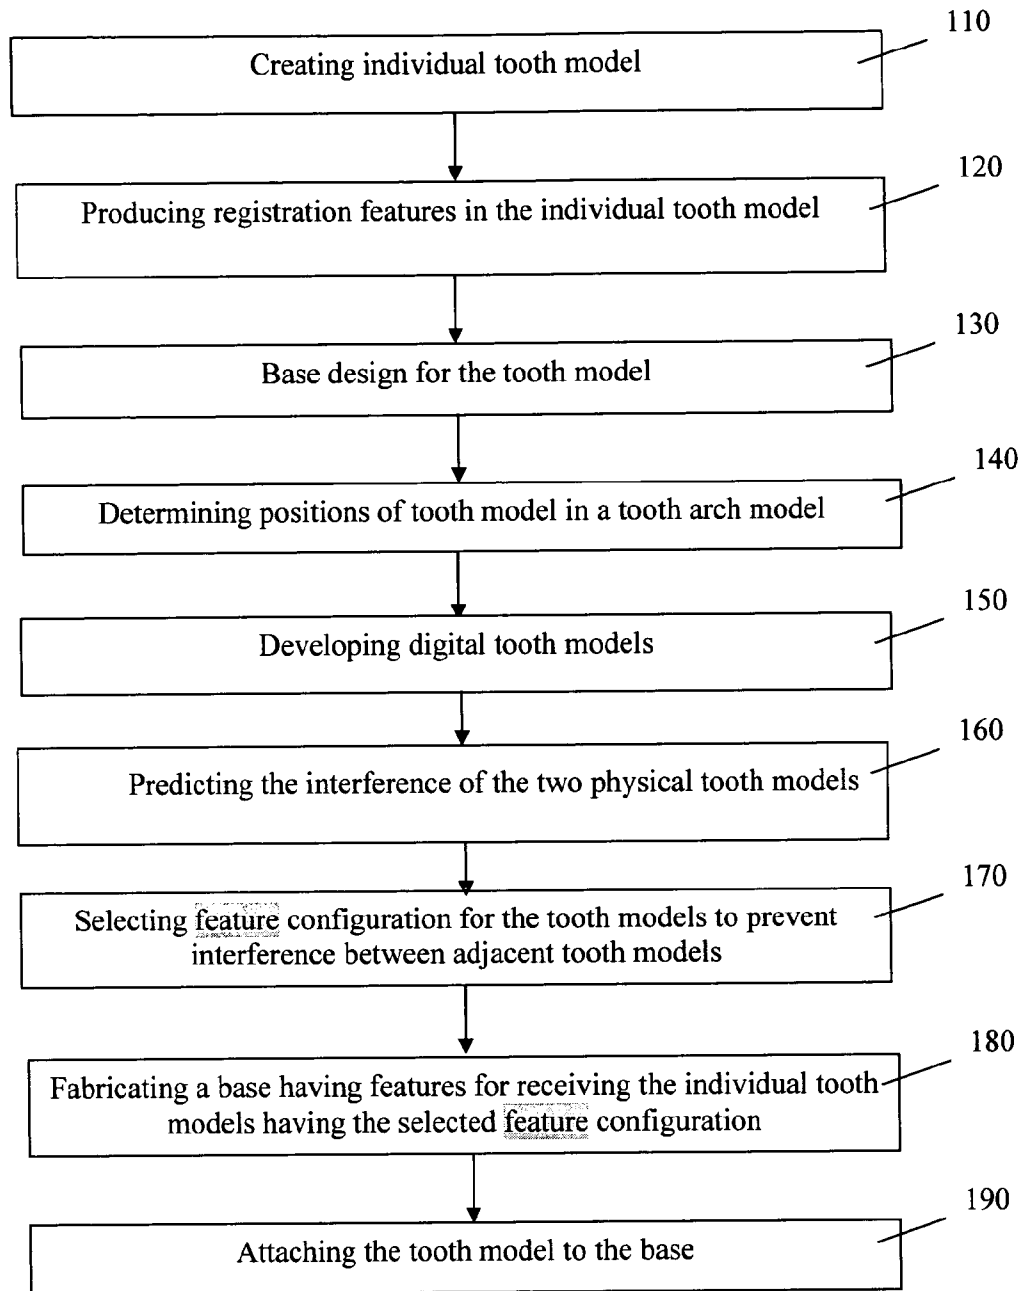 110
Creating individual tooth model
120
Producing registration features in the individual tooth model
130
Base design for the tooth model
140
Determining positions of tooth model in a tooth arch model
150
Developing digital tooth models
160
Predicting the interference of the two physical tooth models
170
Selecting feature configuration for the tooth models to prevent
interference between adjacent tooth models
180
Fabricating a base having features for receiving the individual tooth
models having the selected feature configuration
190
Attaching the tooth model to the base